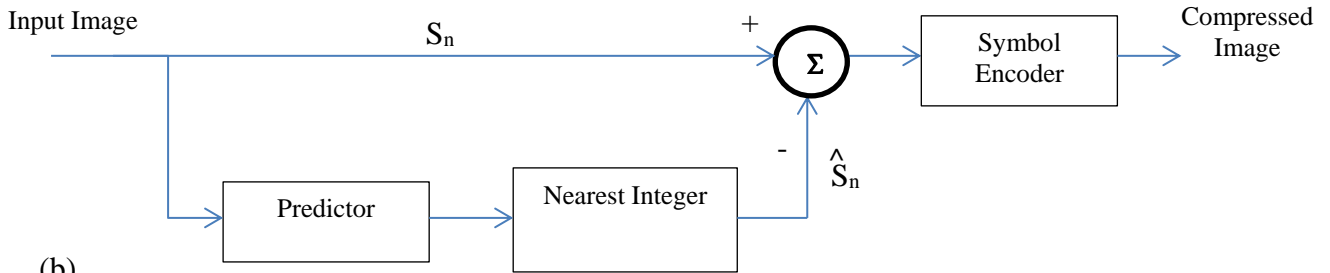 Input Image
Sn
+
Σ
Symbol
Encoder
Compressed
Image
-
Ŝn
Predictor
Nearest Integer
(b)